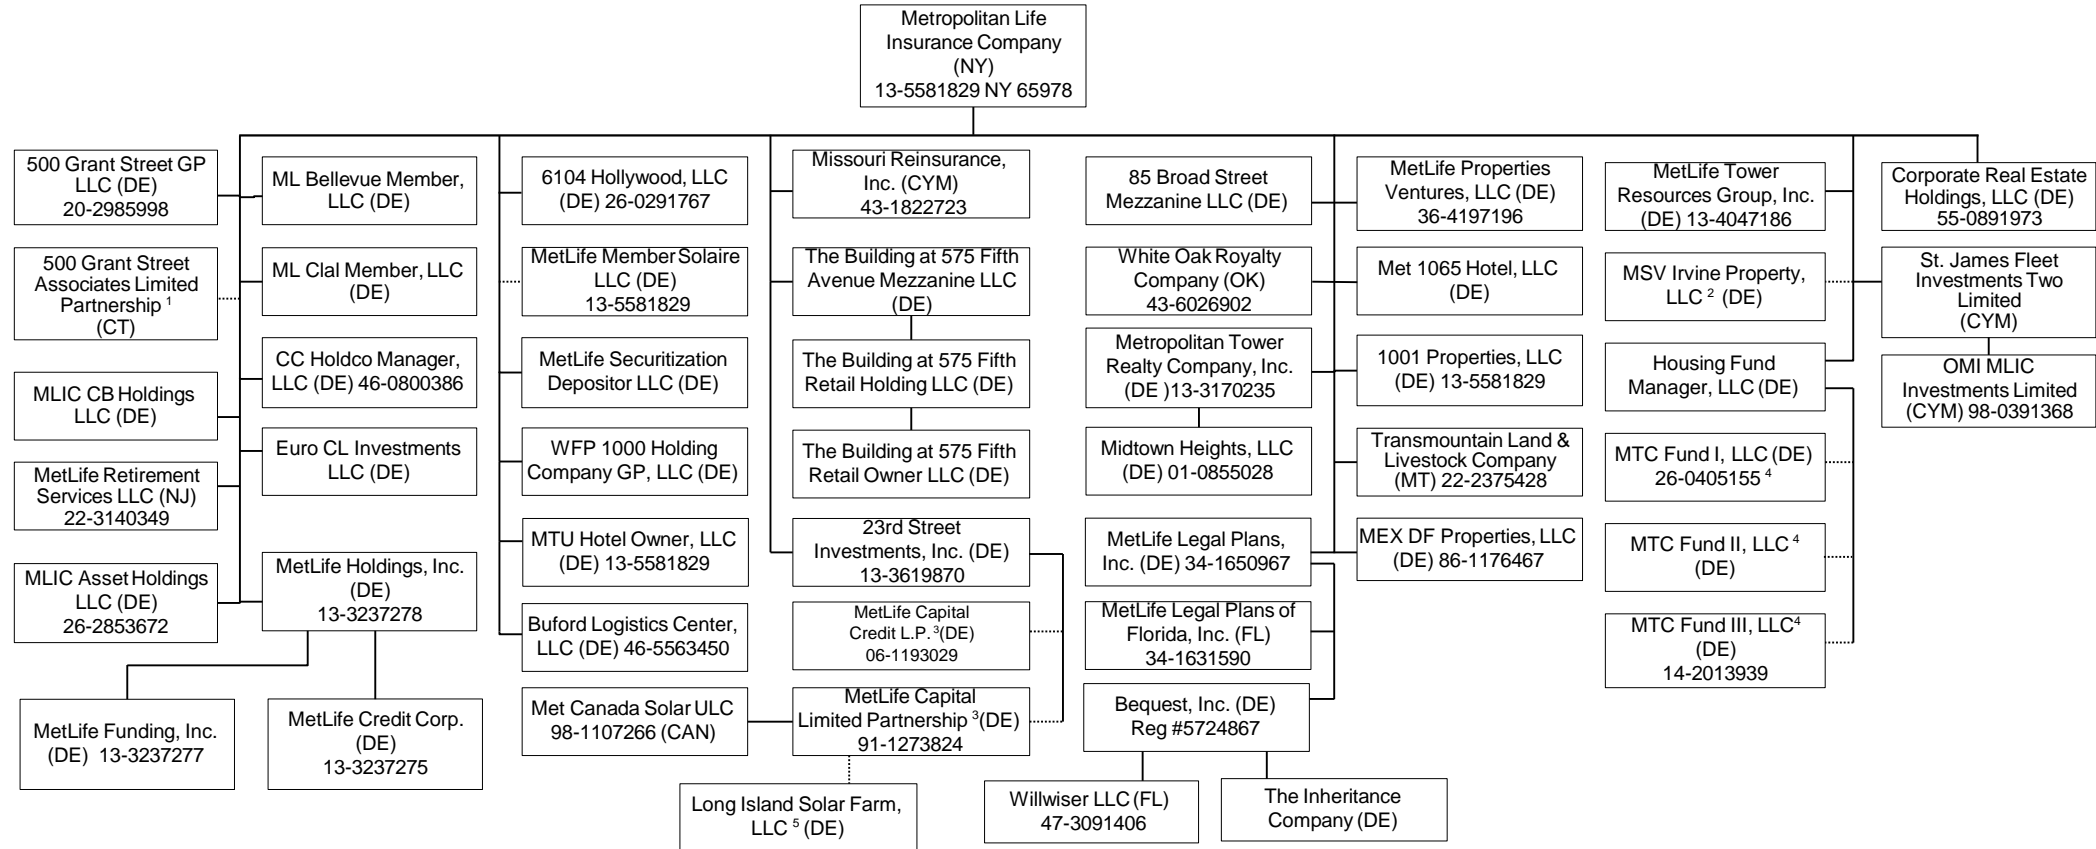 Metropolitan Life
Insurance Company
(NY)
13-5581829 NY 65978
500 Grant Street GP
LLC (DE)
20-2985998
500 Grant Street
Associates Limited
Partnership 1
(CT)
MLIC CB Holdings
LLC (DE)
MetLife Retirement
Services LLC (NJ)
22-3140349
MLIC Asset Holdings
LLC (DE)
26-2853672
ML Bellevue Member,
LLC (DE)
ML Clal Member, LLC
(DE)
CC Holdco Manager,
LLC (DE) 46-0800386
Euro CL Investments
LLC (DE)
MetLife Holdings, Inc.
(DE)
13-3237278
MetLife Funding, Inc.
(DE) 13-3237277
MetLife Credit Corp.
(DE)
13-3237275
6104 Hollywood, LLC
(DE) 26-0291767
MetLife Member Solaire
LLC (DE)
13-5581829
MetLife Securitization
Depositor LLC (DE)
WFP 1000 Holding
Company GP, LLC (DE)
MTU Hotel Owner, LLC
(DE) 13-5581829
Buford Logistics Center,
LLC (DE) 46-5563450
Met Canada Solar ULC
98-1107266 (CAN)
Missouri Reinsurance,
Inc. (CYM)
43-1822723
The Building at 575 Fifth
Avenue Mezzanine LLC
(DE)
The Building at 575 Fifth
Retail Holding LLC (DE)
The Building at 575 Fifth
Retail Owner LLC (DE)
23rd Street
Investments, Inc. (DE)
13-3619870
MetLife Capital
Credit L.P. 3(DE)
06-1193029
MetLife Capital
Limited Partnership 3(DE)
91-1273824
Long Island Solar Farm,
LLC 5 (DE)
85 Broad Street
Mezzanine LLC (DE)
White Oak Royalty
Company (OK)
43-6026902
Metropolitan Tower
Realty Company, Inc.
(DE )13-3170235
Midtown Heights, LLC
(DE) 01-0855028
MetLife Legal Plans,
Inc. (DE) 34-1650967
MetLife Legal Plans of
Florida, Inc. (FL)
34-1631590
Bequest, Inc. (DE)
Reg #5724867
Willwiser LLC (FL)
47-3091406
The Inheritance
Company (DE)
MetLife Properties
Ventures, LLC (DE)
36-4197196
Met 1065 Hotel, LLC
(DE)
1001 Properties, LLC
(DE) 13-5581829
Transmountain Land &
Livestock Company
(MT) 22-2375428
MEX DF Properties, LLC
(DE) 86-1176467
MetLife Tower
Resources Group, Inc.
(DE) 13-4047186
MSV Irvine Property,
LLC 2 (DE)
Housing Fund
Manager, LLC (DE)
MTC Fund I, LLC (DE)
26-0405155 4
MTC Fund II, LLC 4
(DE)
MTC Fund III, LLC4
(DE)
14-2013939
Corporate Real Estate
Holdings, LLC (DE)
55-0891973
St. James Fleet
Investments Two
Limited
(CYM)
OMI MLIC
Investments Limited
(CYM) 98-0391368